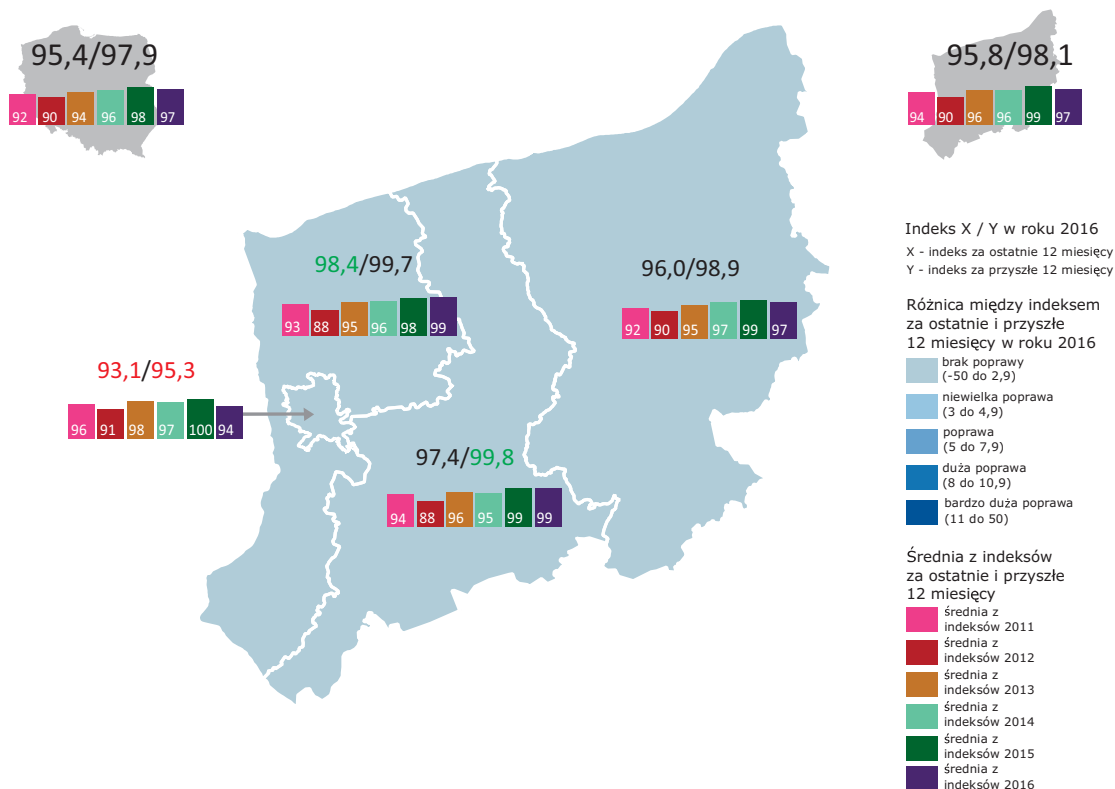 95,4/97,9
92 90 94 96 98 97
95,8/98,1
94 90 96 96 99 97
98,4/99,7
93 88 95 96 98 99
96,0/98,9
92 90 95 97 99 97
93,1/95,3
96 91 98 97 100 94
97,4/99,8
94 88 96 95 99 99
Indeks X / Y w roku 2016
X - indeks za ostatnie 12 miesięcy
Y - indeks za przyszłe 12 miesięcy
Różnica między indeksem
za ostatnie i przyszłe
12 miesięcy w roku 2016
brak poprawy
(-50 do 2,9)
niewielka poprawa
(3 do 4,9)
poprawa
(5 do 7,9)
duża poprawa
(8 do 10,9)
bardzo duża poprawa
(11 do 50)
Średnia z indeksów
za ostatnie i przyszłe
12 miesięcy
średnia z
indeksów 2011
średnia z
indeksów 2012
średnia z
indeksów 2013
średnia z
indeksów 2014
średnia z
indeksów 2015
średnia z
indeksów 2016